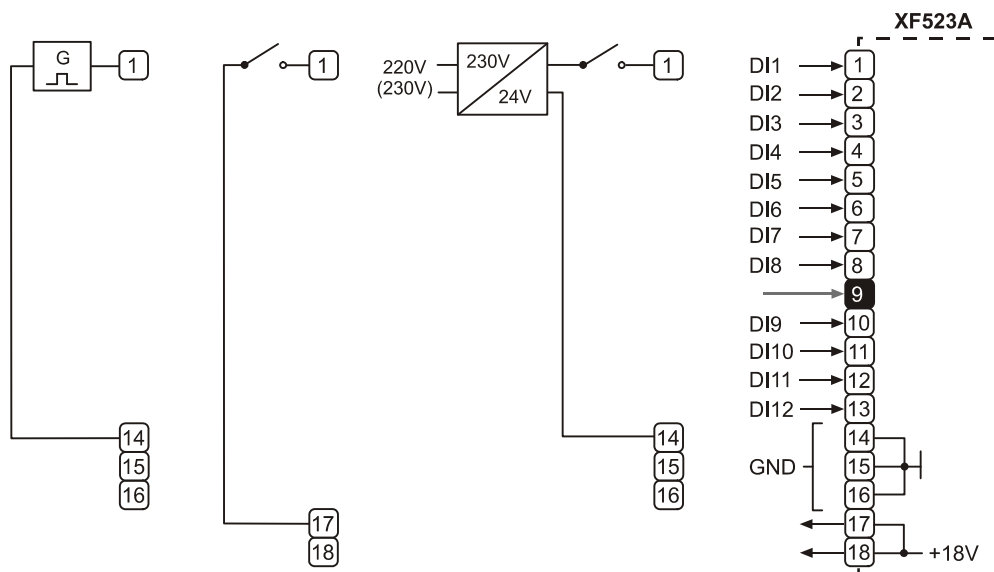 XF523A
G
1
1
220V
(230V)
230V
24V
1
DI1
1
DI2
2
DI3
3
DI4
4
DI5
5
DI6
6
DI7
7
DI8
8
9
DI9
10
DI10
11
DI11
12
DI12
13
14
15
16
17
18
14
15
16
GND
14
15
16
17
18
+18V